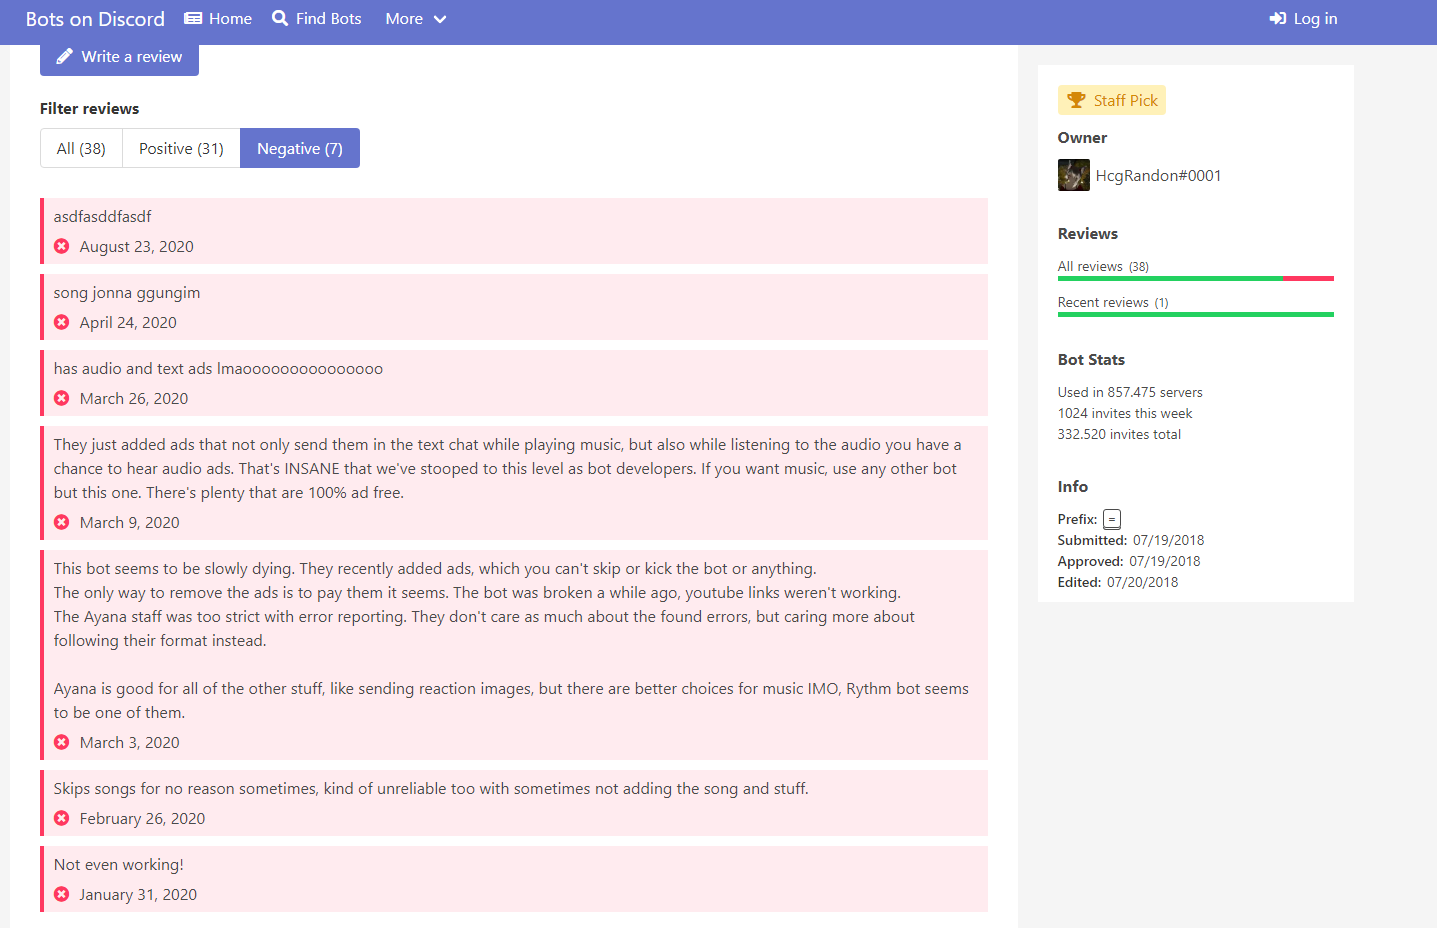 Bots on Discord Home Find Bots More Log in
Write a review
Filter reviews
All (38) Positive (31) Negative (7)
asdfasddfasdf
August 23, 2020
song jonna ggungim
April 24, 2020
has audio and text ads lmaooooooooooooooo
March 26, 2020
They just added ads that not only send them in the text chat while playing music, but also while listening to the audio you have a
chance to hear audio ads. That's INSANE that we've stooped to this level as bot developers. If you want music, use any other bot
but this one. There's plenty that are 100% ad free.
March 9, 2020
This bot seems to be slowly dying. They recently added ads, which you can't skip or kick the bot or anything.
The only way to remove the ads is to pay them it seems. The bot was broken a while ago, youtube links weren't working.
The Ayana staff was too strict with error reporting. They don't care as much about the found errors, but caring more about
following their format instead.
Ayana is good for all of the other stuff, like sending reaction images, but there are better choices for music IMO, Rythm bot seems
to be one of them.
March 3, 2020
Skips songs for no reason sometimes, kind of unreliable too with sometimes not adding the song and stuff.
February 26, 2020
Not even working!
January 31, 2020
Staff Pick
Owner
HcgRandon#0001
Reviews
All reviews (38)
Recent reviews (1)
Bot Stats
Used in 857.475 servers
1024 invites this week
332.520 invites total
Info
Prefix: =
Submitted: 07/19/2018
Approved: 07/19/2018
Edited: 07/20/2018